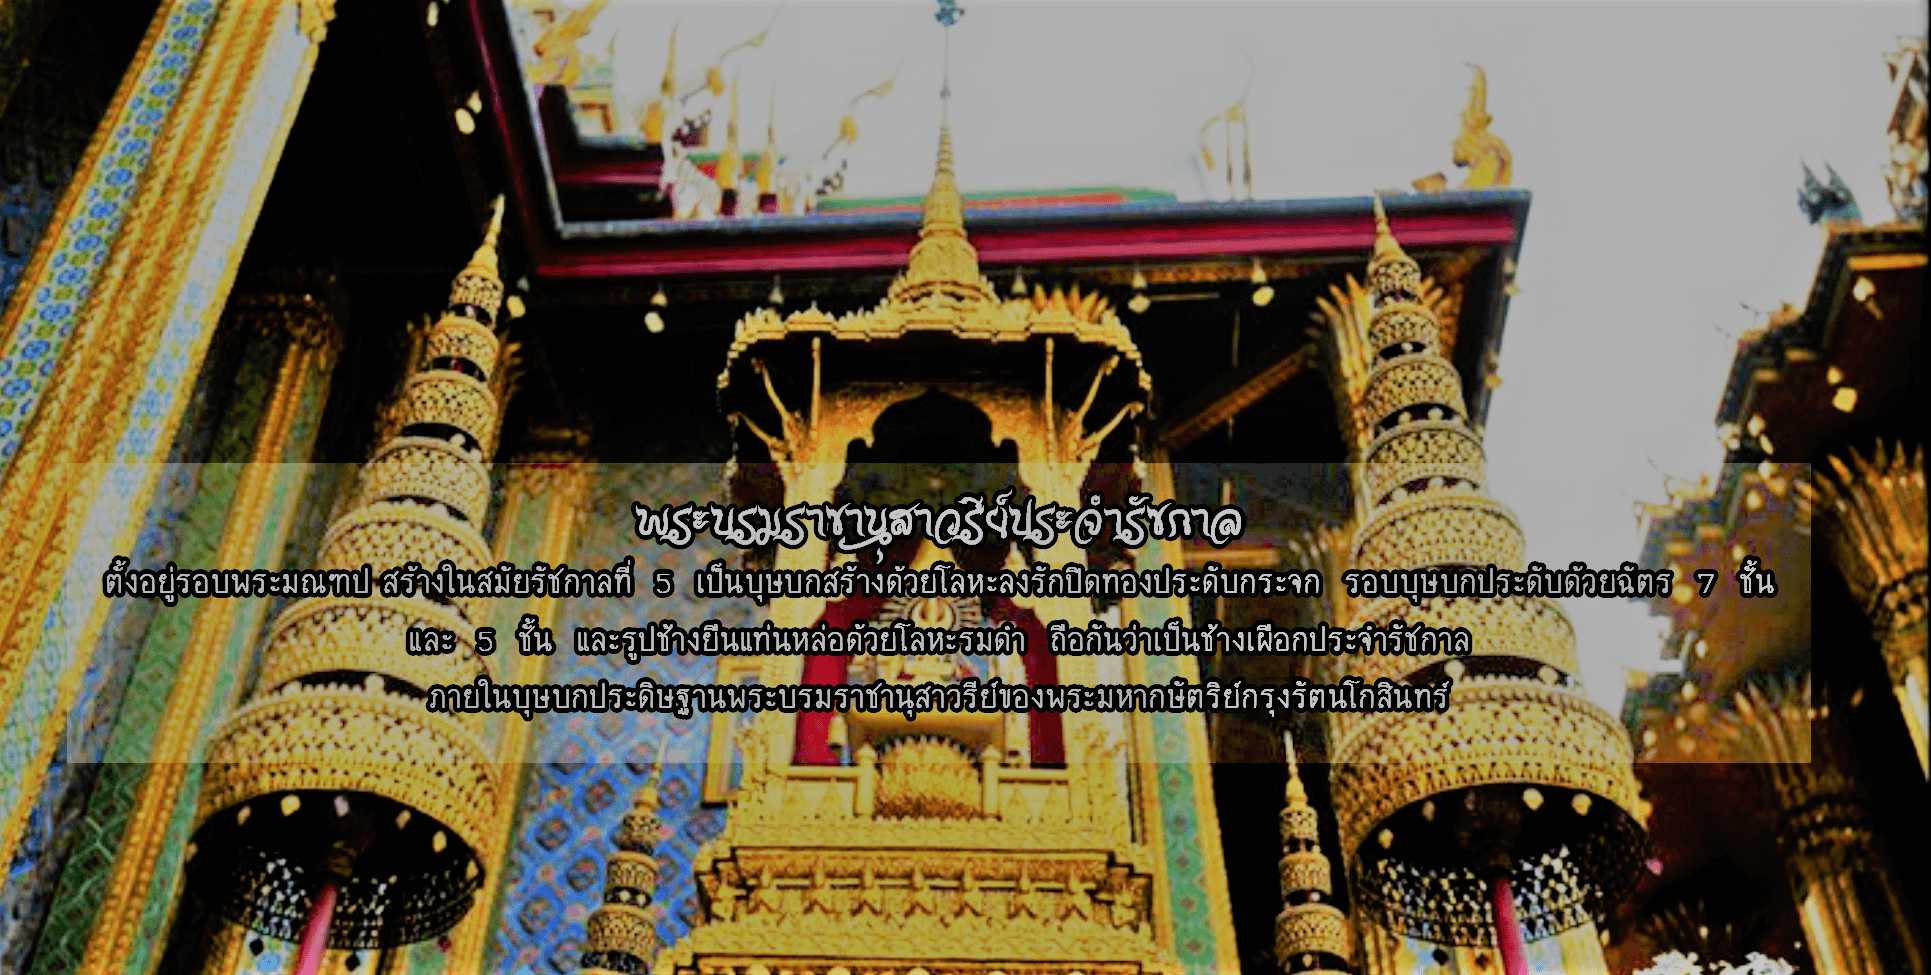 พระบรมราชานุสาวรีย์ประจำรัชกาล
ตั้งอยู่รอบพระมณฑป สร้างในสมัยรัชกาลที่ 5 เป็นบุษบกสร้างด้วยโลหะลงรักปิดทองประดับกระจก รอบบุษบกประดับด้วยฉัตร 7 ชั้น
และ 5 ชั้น และรูปช้างยืนแท่นหล่อด้วยโลหะรมดำ ถือกันว่าเป็นช้างเผือกประจำรัชกาล
ภายในบุษบกประดิษฐานพระบรมราชานุสาวรีย์ของพระมหากษัตริย์กรุงรัตนโกสินทร์